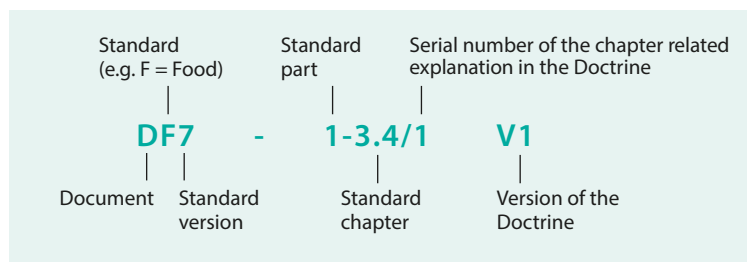 Standard
(e.g. F = Food)
Standard
part
Serial number of the chapter related
explanation in the Doctrine
DF7 - 1-3.4/1 V1
Document
Standard
version
Standard
chapter
Version of the
Doctrine